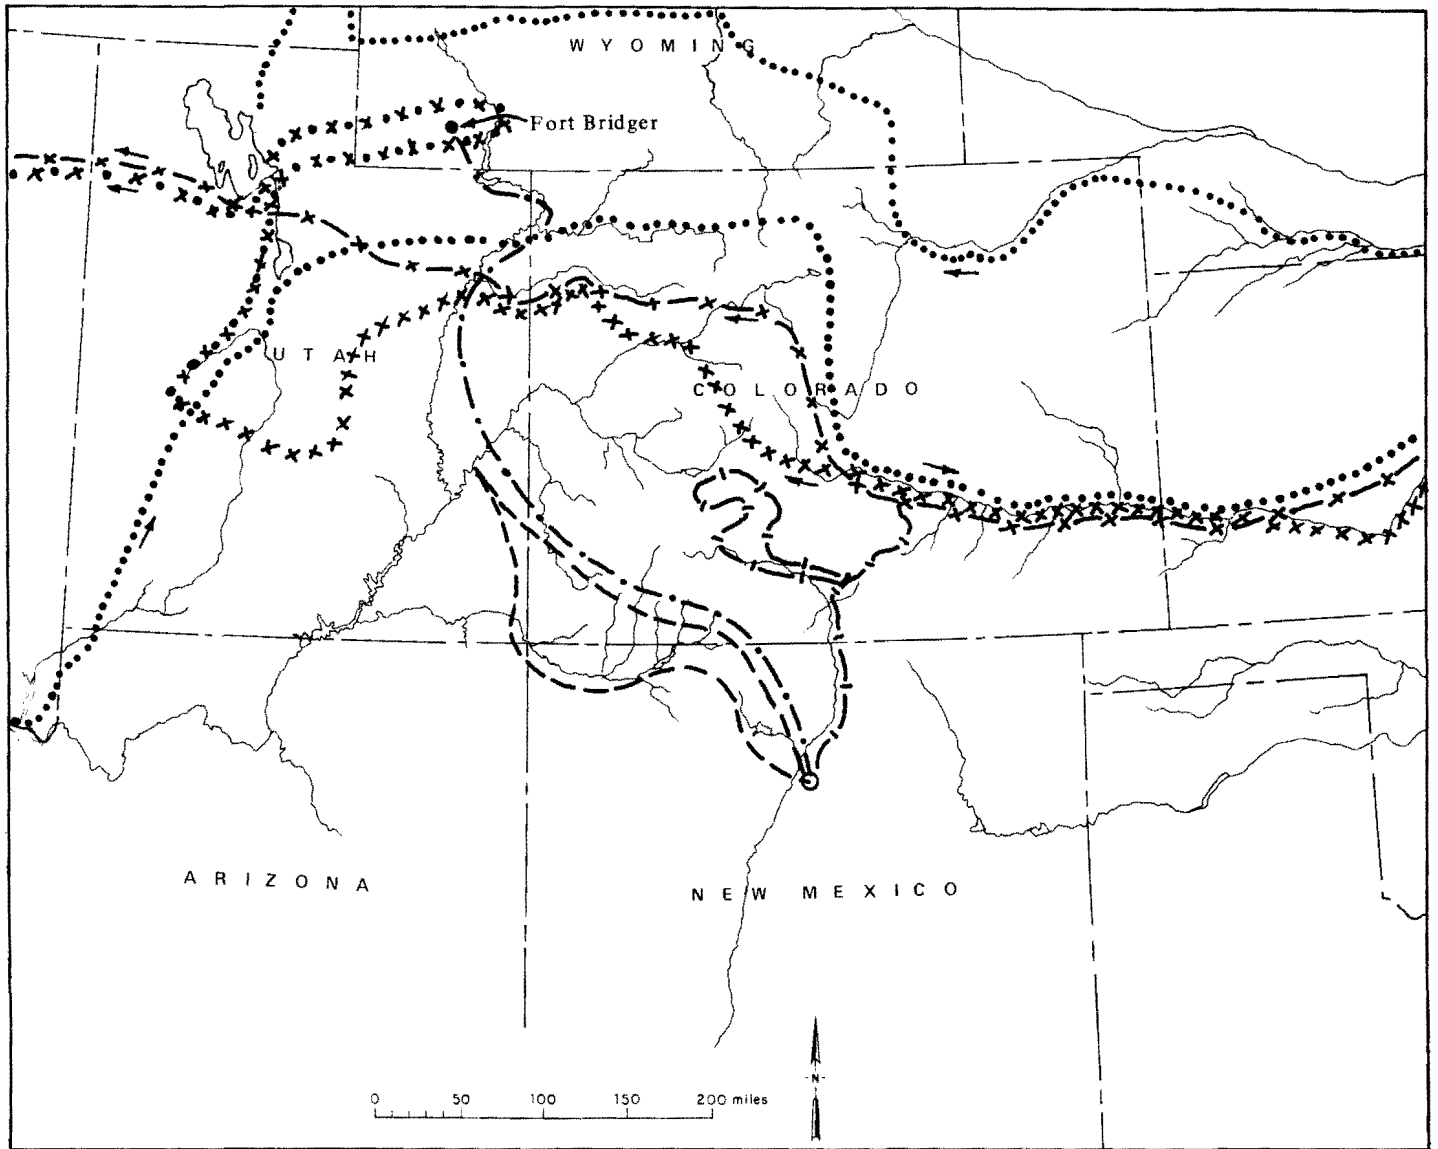 WYOMING
Fort Bridger
UTAH
COLORADO
ARIZONA
NEW MEXICO
-N-
0 50 100 150 200 miles